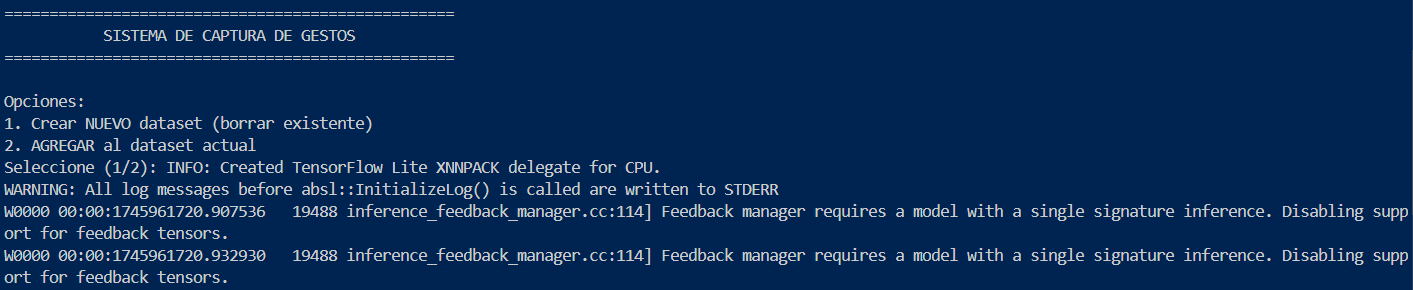 ==================================================
SISTEMA DE CAPTURA DE GESTOS
==================================================
Opciones:
1. Crear NUEVO dataset (borrar existente)
2. AGREGAR al dataset actual
Seleccione (1/2): INFO: Created TensorFlow Lite XNNPACK delegate for CPU.
WARNING: All log messages before absl::InitializeLog() is called are written to STDERR
W0000 00:00:1745961720.907536   19488 inference_feedback_manager.cc:114] Feedback manager requires a model with a single signature inference. Disabling supp
ort for feedback tensors.
W0000 00:00:1745961720.932930   19488 inference_feedback_manager.cc:114] Feedback manager requires a model with a single signature inference. Disabling supp
ort for feedback tensors.